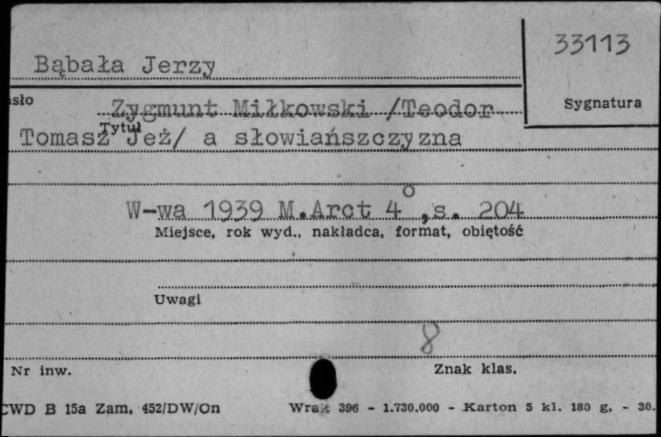 33113
Bąbała Jerzy
Sygnatura
sło
Zygmunt Miłkowski /Teodor
Tytuł
Tomasz Jeż/ a słowiańszczyzna
W-wa 1939 M.Arct 4° ,s. 204
Miejsce, rok wyd., nakładca, format, objętość
Uwagi
8
Nr inw.
Znak klas.
CWD B 15a Zam. 452/DW/On
396 - 1.730.000 - Karton 5 kl. 180 g. - 30.